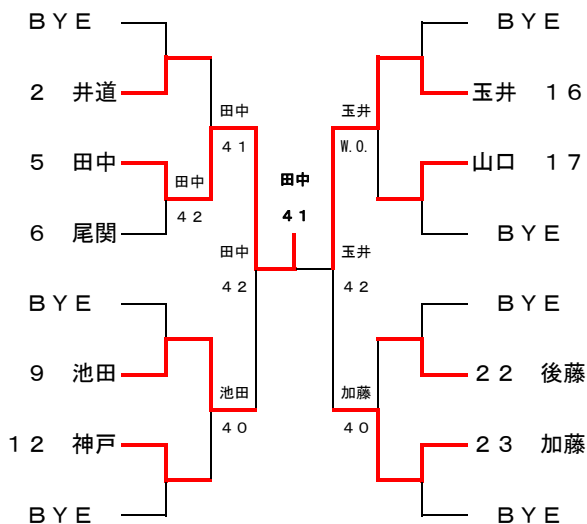 ＢＹＥ
２　井道
５　田中
６　尾関
ＢＹＥ
９　池田
１２　神戸
ＢＹＥ
田中
４２
田中
４１
田中
４２
池田
４０
田中
４１
玉井
W.O.
玉井
４２
加藤
４０
ＢＹＥ
玉井　１６
山口　１７
ＢＹＥ
ＢＹＥ
２２　後藤
２３　加藤
ＢＹＥ